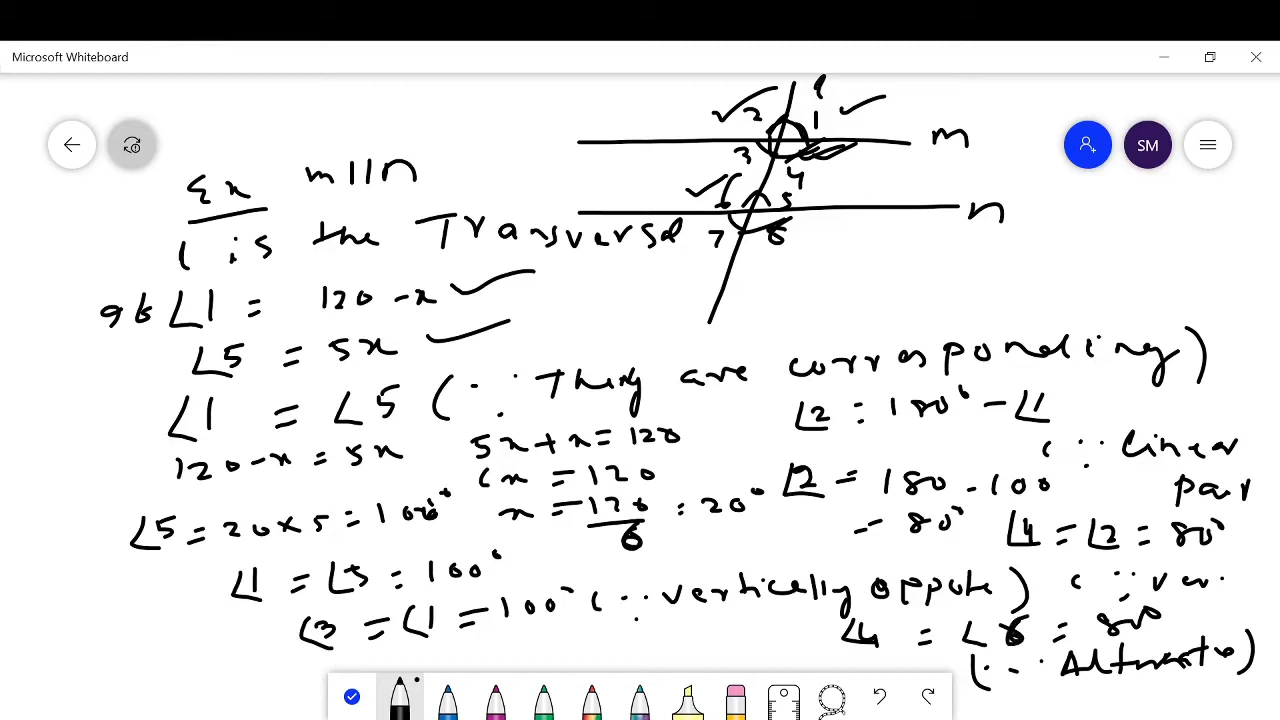 Microsoft Whiteboard
SM
l
2 1
m
3 4
6 5
n
7 8
Ex m||n
l is the Transversal
∠1 = 120 - x
∠5 = 5x
∠1 = ∠5 (∵ They are corresponding)
120 - x = 5x
5x + x = 120
6x = 120
x = 120/6 = 20°
∠5 = 20 × 5 = 100°
∠1 = ∠5 = 100°
∠3 = ∠1 = 100° (∵ vertically oppote)
∠2 = 180° - ∠1
(∵ linear pair
∠2 = 180 - 100
= 80°
∠4 = ∠2 = 80°
(∵ ver.
∠4 = ∠6 = 80°
(∵ Alternate)